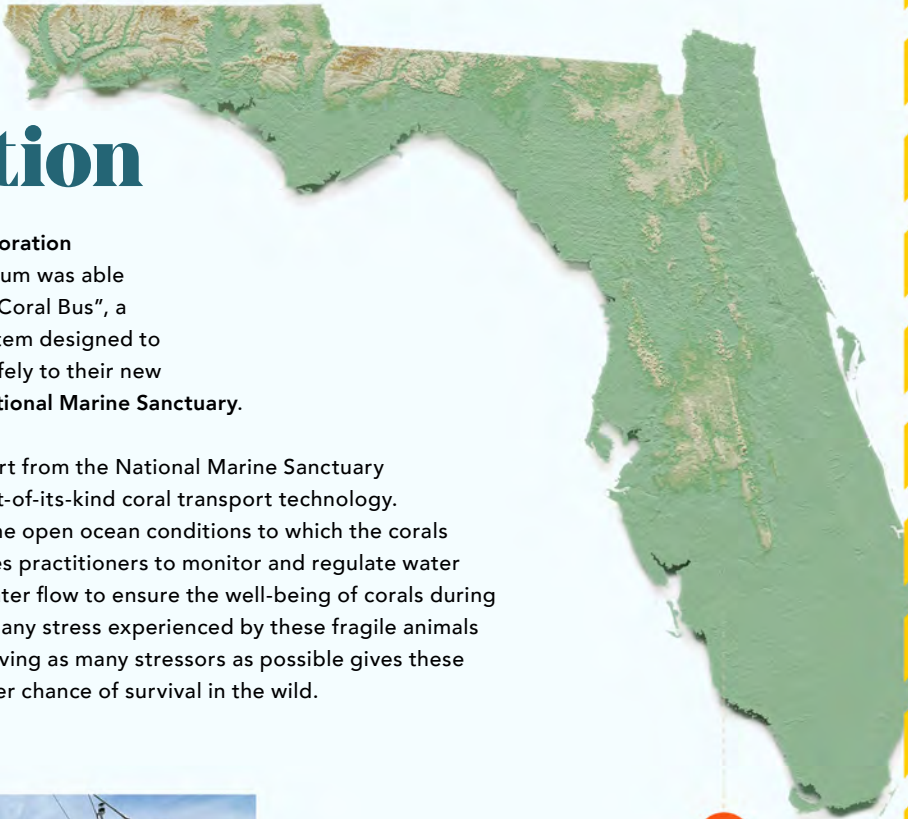 tion
oration
um was able
Coral Bus”, a
tem designed to
fely to their new
tional Marine Sanctuary.
rt from the National Marine Sanctuary
t-of-its-kind coral transport technology.
he open ocean conditions to which the corals
es practitioners to monitor and regulate water
ter flow to ensure the well-being of corals during
any stress experienced by these fragile animals
ving as many stressors as possible gives these
er chance of survival in the wild.